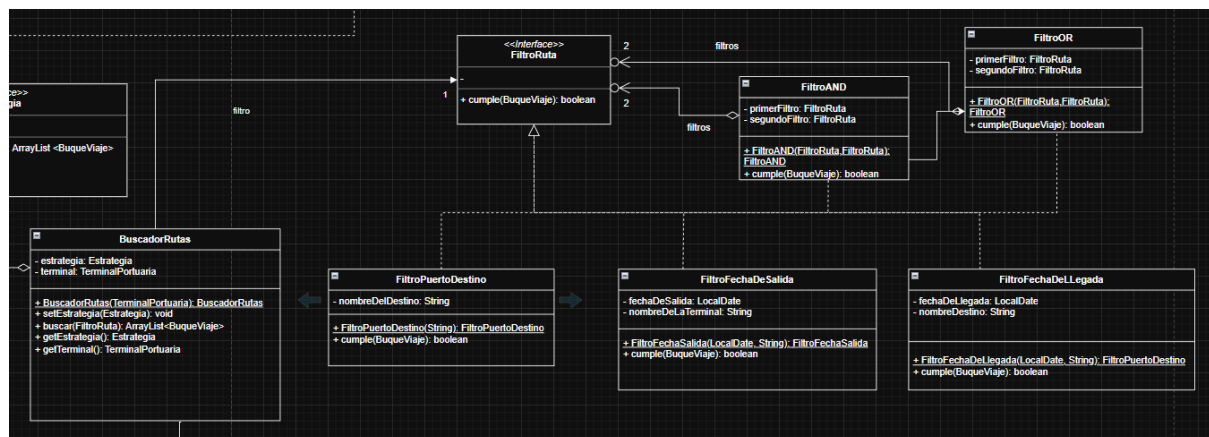 <<Interface>>
FiltroRuta
-
+ cumple(BuqueViaje): boolean
2
2
1
filtros
filtros
filtro
FiltroOR
- primerFiltro: FiltroRuta
- segundoFiltro: FiltroRuta
+ FiltroOR(FiltroRuta,FiltroRuta):
FiltroOR
+ cumple(BuqueViaje): boolean
FiltroAND
- primerFiltro: FiltroRuta
- segundoFiltro: FiltroRuta
+ FiltroAND(FiltroRuta,FiltroRuta):
FiltroAND
+ cumple(BuqueViaje): boolean
ce>>
gia
ArrayList <BuqueViaje>
BuscadorRutas
- estrategia: Estrategia
- terminal: TerminalPortuaria
+ BuscadorRutas(TerminalPortuaria): BuscadorRutas
+ setEstrategia(Estrategia): void
+ buscar(FiltroRuta): ArrayList<BuqueViaje>
+ getEstrategia(): Estrategia
+ getTerminal(): TerminalPortuaria
FiltroPuertoDestino
- nombreDelDestino: String
+ FiltroPuertoDestino(String): FiltroPuertoDestino
+ cumple(BuqueViaje): boolean
FiltroFechaDeSalida
- fechaDeSalida: LocalDate
- nombreDeLaTerminal: String
+ FiltroFechaSalida(LocalDate, String): FiltroFechaSalida
+ cumple(BuqueViaje): boolean
FiltroFechaDeLLegada
- fechaDeLlegada: LocalDate
- nombreDestino: String
+ FiltroFechaDeLlegada(LocalDate, String): FiltroPuertoDestino
+ cumple(BuqueViaje): boolean